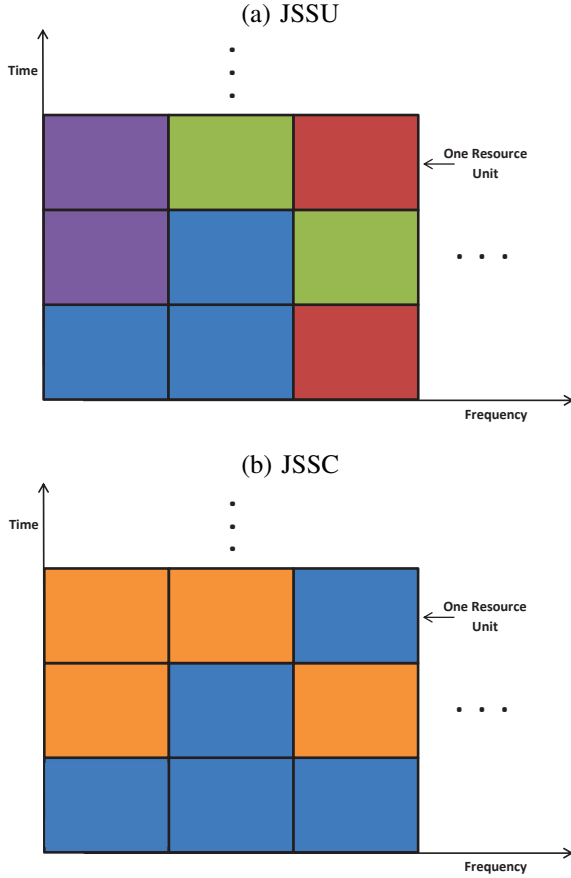 (a) JSSU
Time
One Resource
Unit
Frequency
(b) JSSC
Time
One Resource
Unit
Frequency